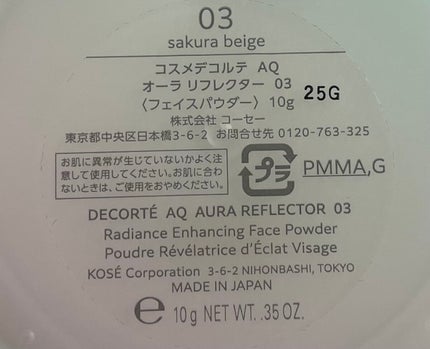 03
sakura beige
コスメデコルテ AQ
オーラ リフレクター 03
〈フェイスパウダー〉 10g 25G
株式会社 コーセー
東京都中央区日本橋3-6-2 お問合せ先 0120-763-325
お肌に異常が生じていないかよく注
意して使用してください。お肌に合わ
ないときは、ご使用をおやめください。
プラ PMMA,G
DECORTÉ AQ AURA REFLECTOR 03
Radiance Enhancing Face Powder
Poudre Révélatrice d'Éclat Visage
KOSÉ Corporation 3-6-2 NIHONBASHI, TOKYO
MADE IN JAPAN
℮ 10g NET WT. .35 OZ.